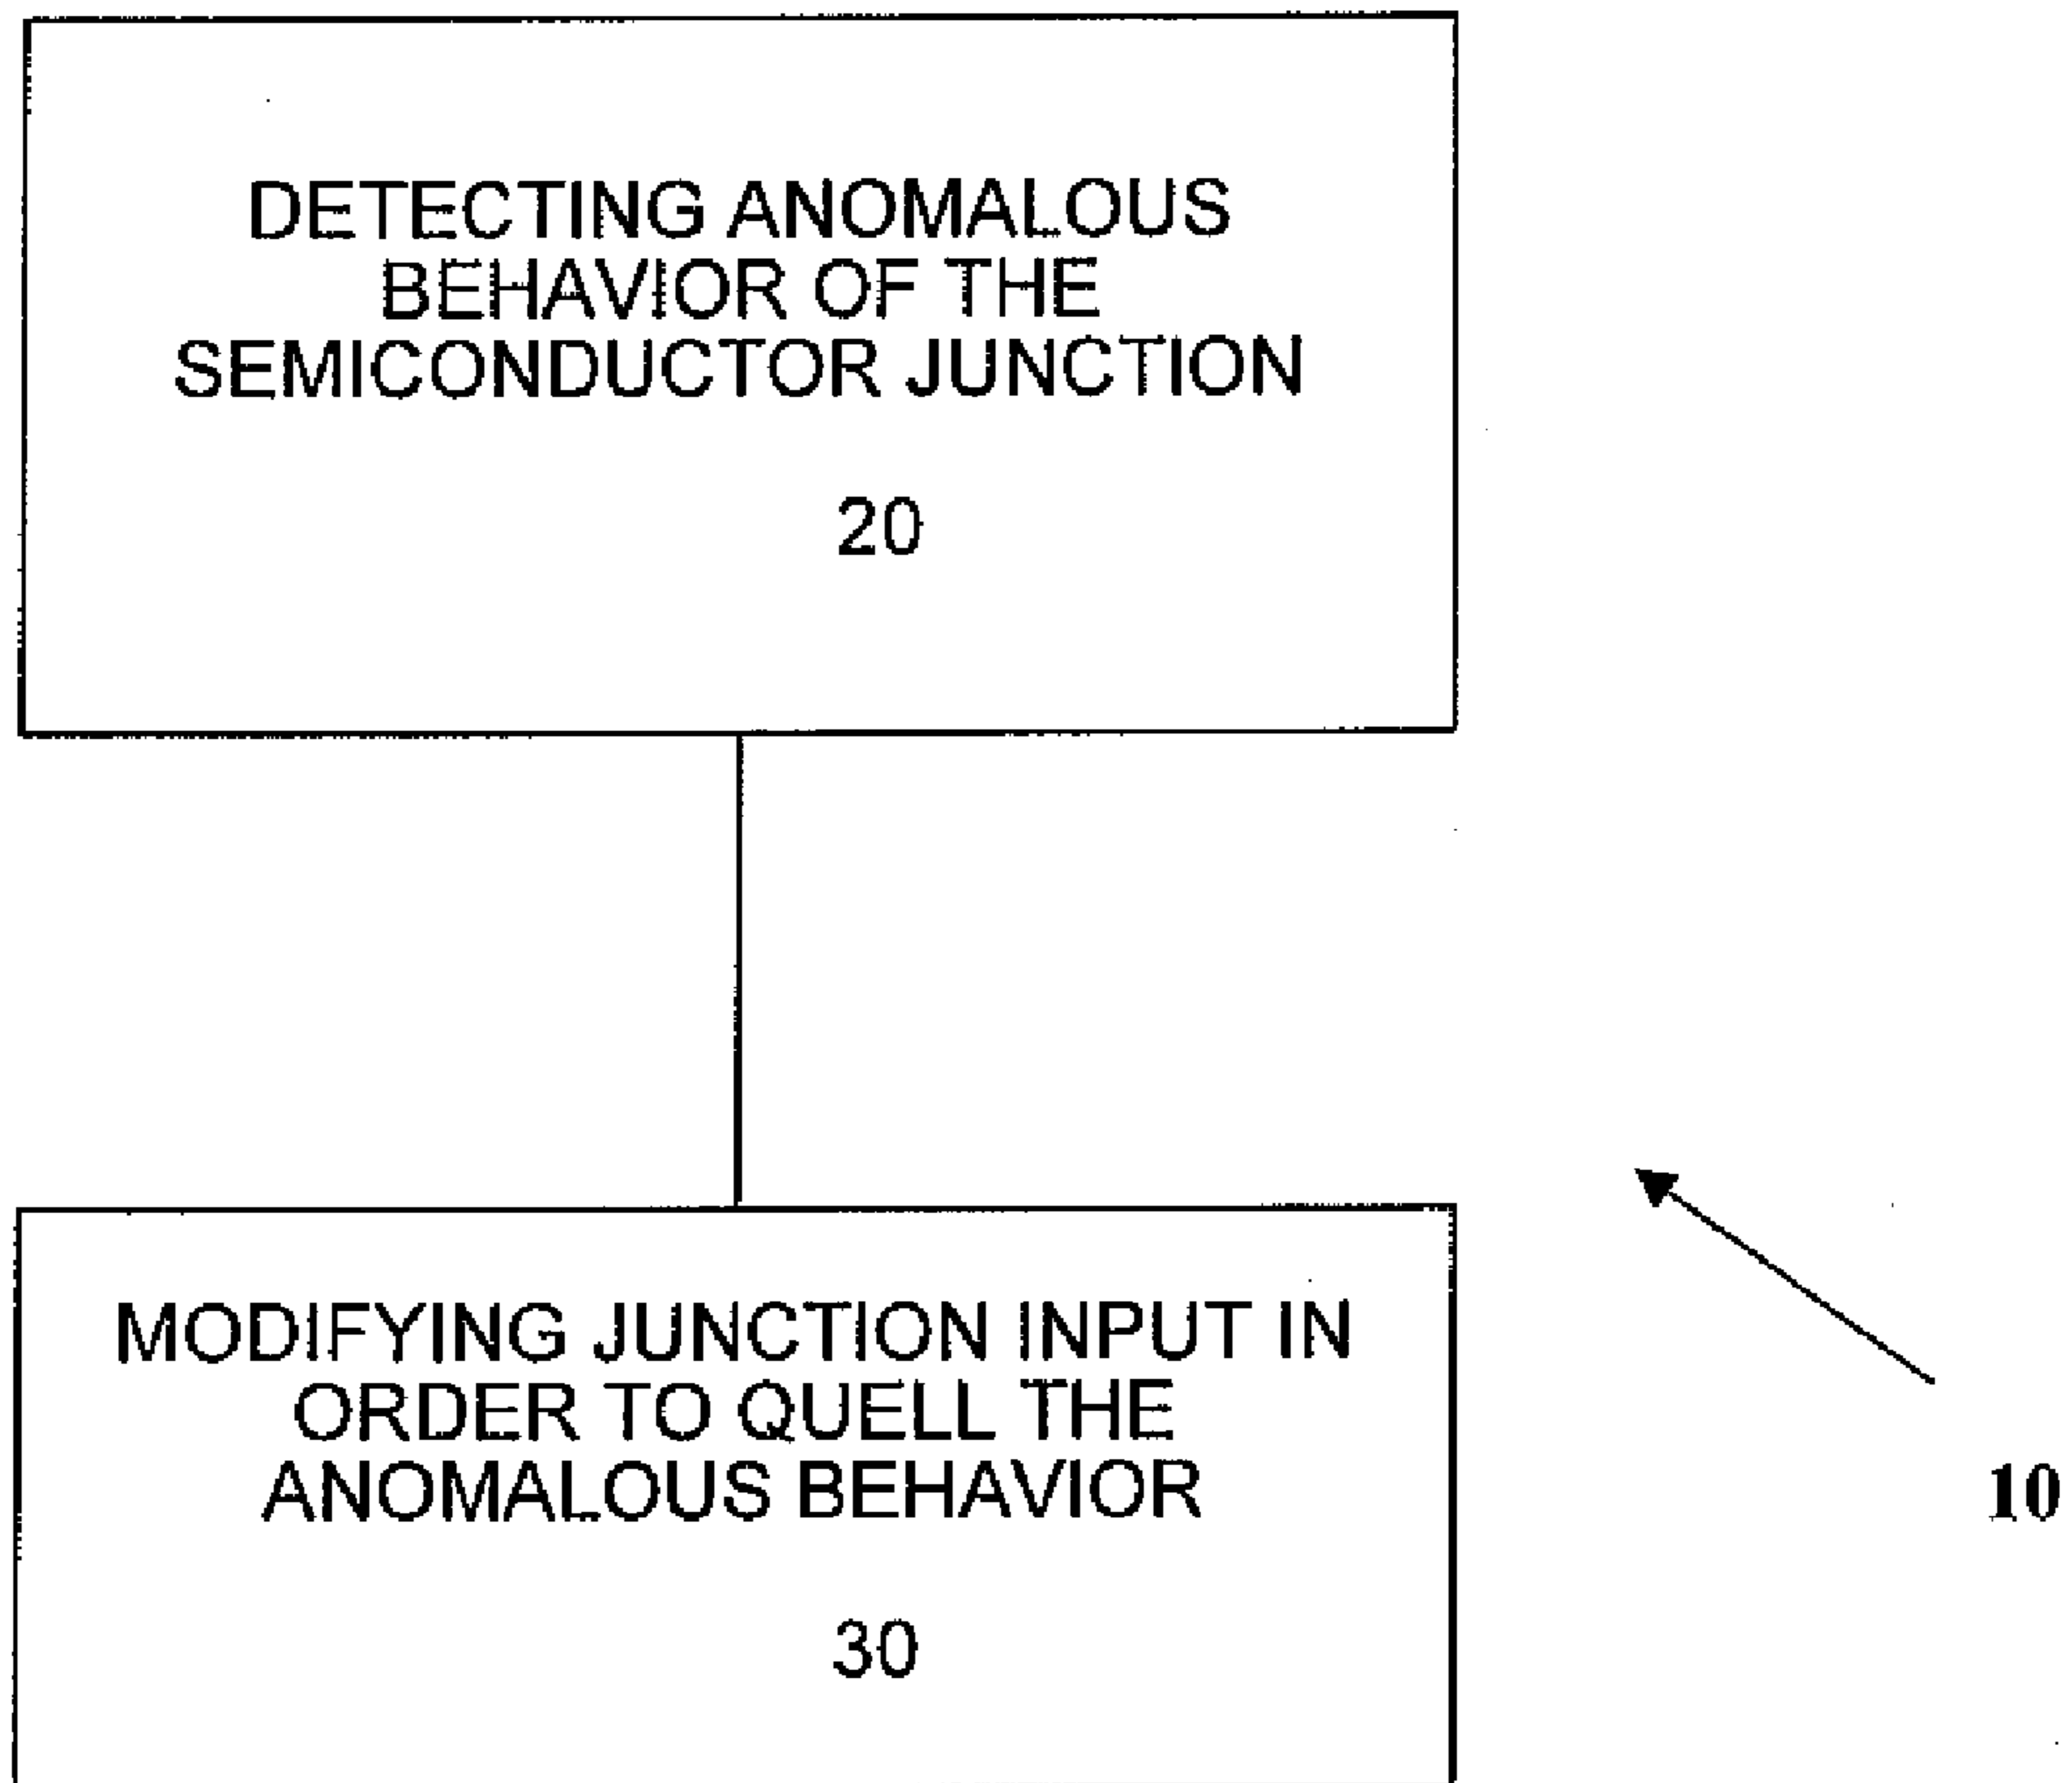 DETECTING ANOMALOUS
BEHAVIOR OF THE
SEMICONDUCTOR JUNCTION
20
MODIFYING JUNCTION INPUT IN
ORDER TO QUELL THE
ANOMALOUS BEHAVIOR
10
30